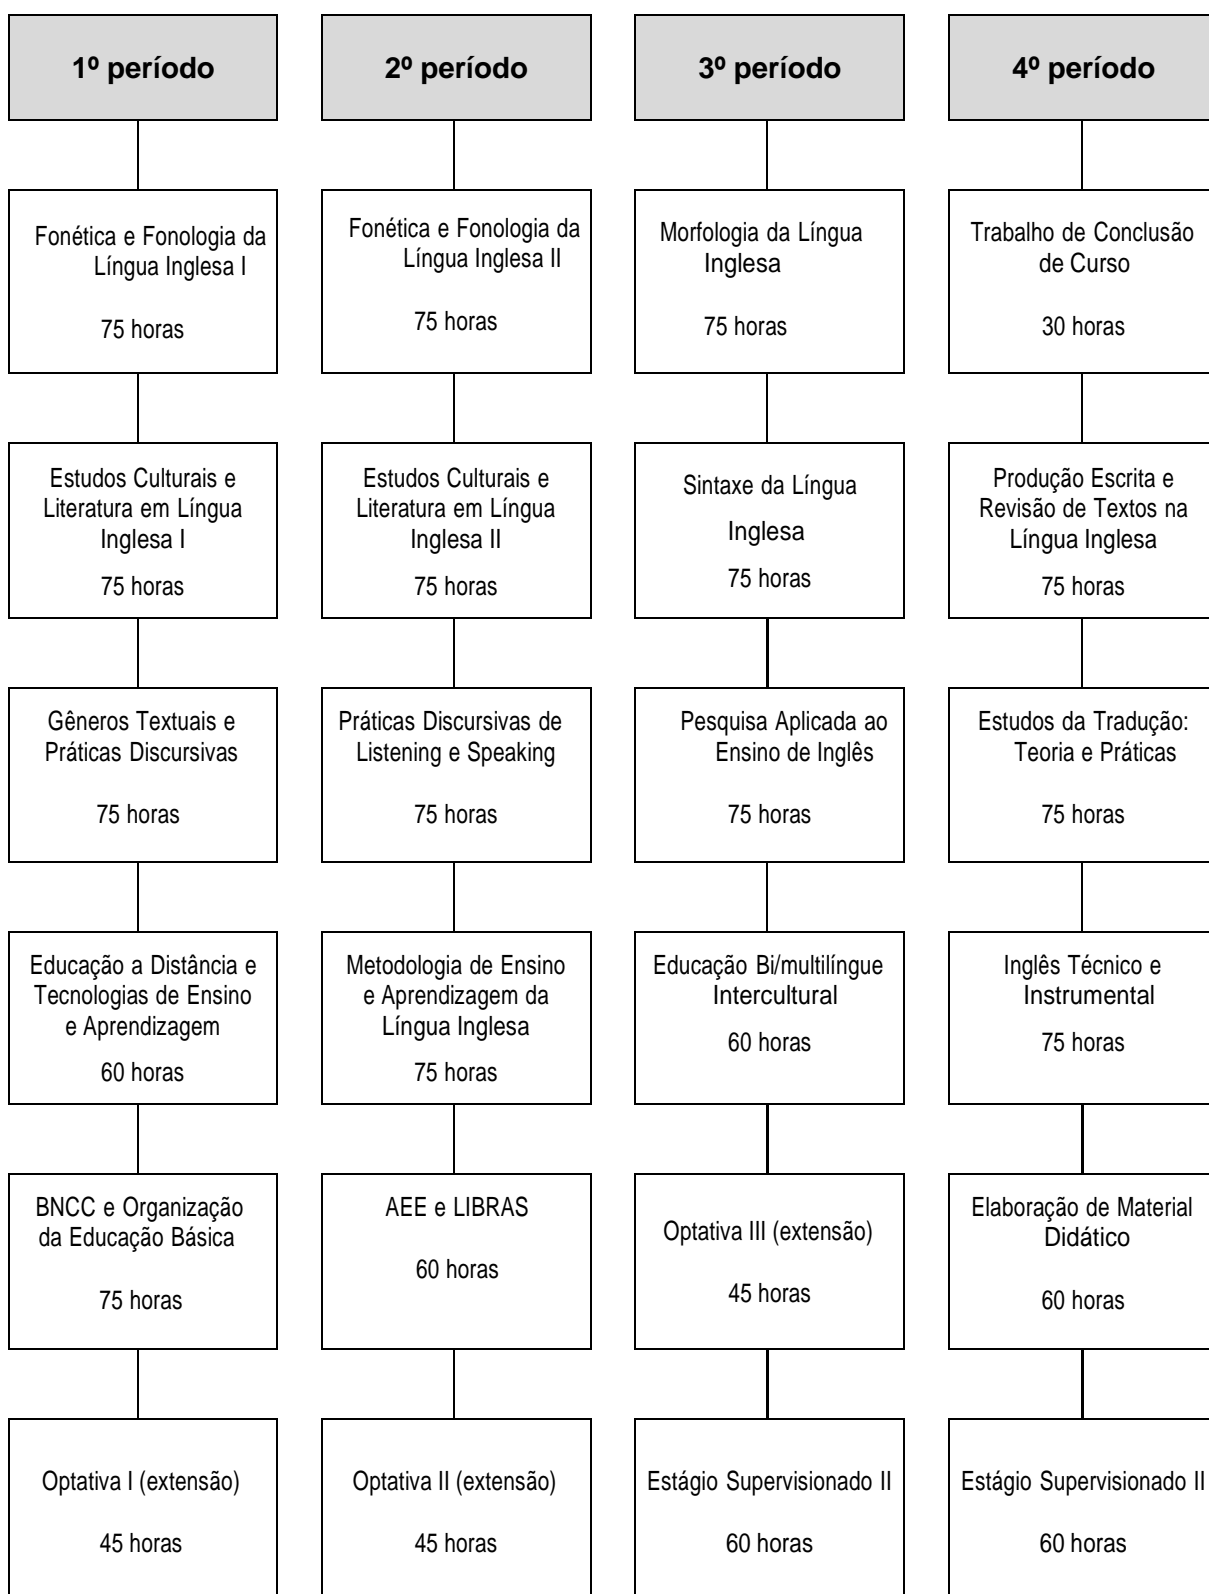 1º período
Fonética e Fonologia da
Língua Inglesa I
75 horas
Estudos Culturais e
Literatura em Língua
Inglesa I
75 horas
Gêneros Textuais e
Práticas Discursivas
75 horas
Educação a Distância e
Tecnologias de Ensino
e Aprendizagem
60 horas
BNCC e Organização
da Educação Básica
75 horas
Optativa I (extensão)
45 horas
2º período
Fonética e Fonologia da
Língua Inglesa II
75 horas
Estudos Culturais e
Literatura em Língua
Inglesa II
75 horas
Práticas Discursivas de
Listening e Speaking
75 horas
Metodologia de Ensino
e Aprendizagem da
Língua Inglesa
75 horas
AEE e LIBRAS
60 horas
Optativa II (extensão)
45 horas
3º período
Morfologia da Língua
Inglesa
75 horas
Sintaxe da Língua
Inglesa
75 horas
Pesquisa Aplicada ao
Ensino de Inglês
75 horas
Educação Bi/multilíngue
Intercultural
60 horas
Optativa III (extensão)
45 horas
Estágio Supervisionado II
60 horas
4º período
Trabalho de Conclusão
de Curso
30 horas
Produção Escrita e
Revisão de Textos na
Língua Inglesa
75 horas
Estudos da Tradução:
Teoria e Práticas
75 horas
Inglês Técnico e
Instrumental
75 horas
Elaboração de Material
Didático
60 horas
Estágio Supervisionado II
60 horas